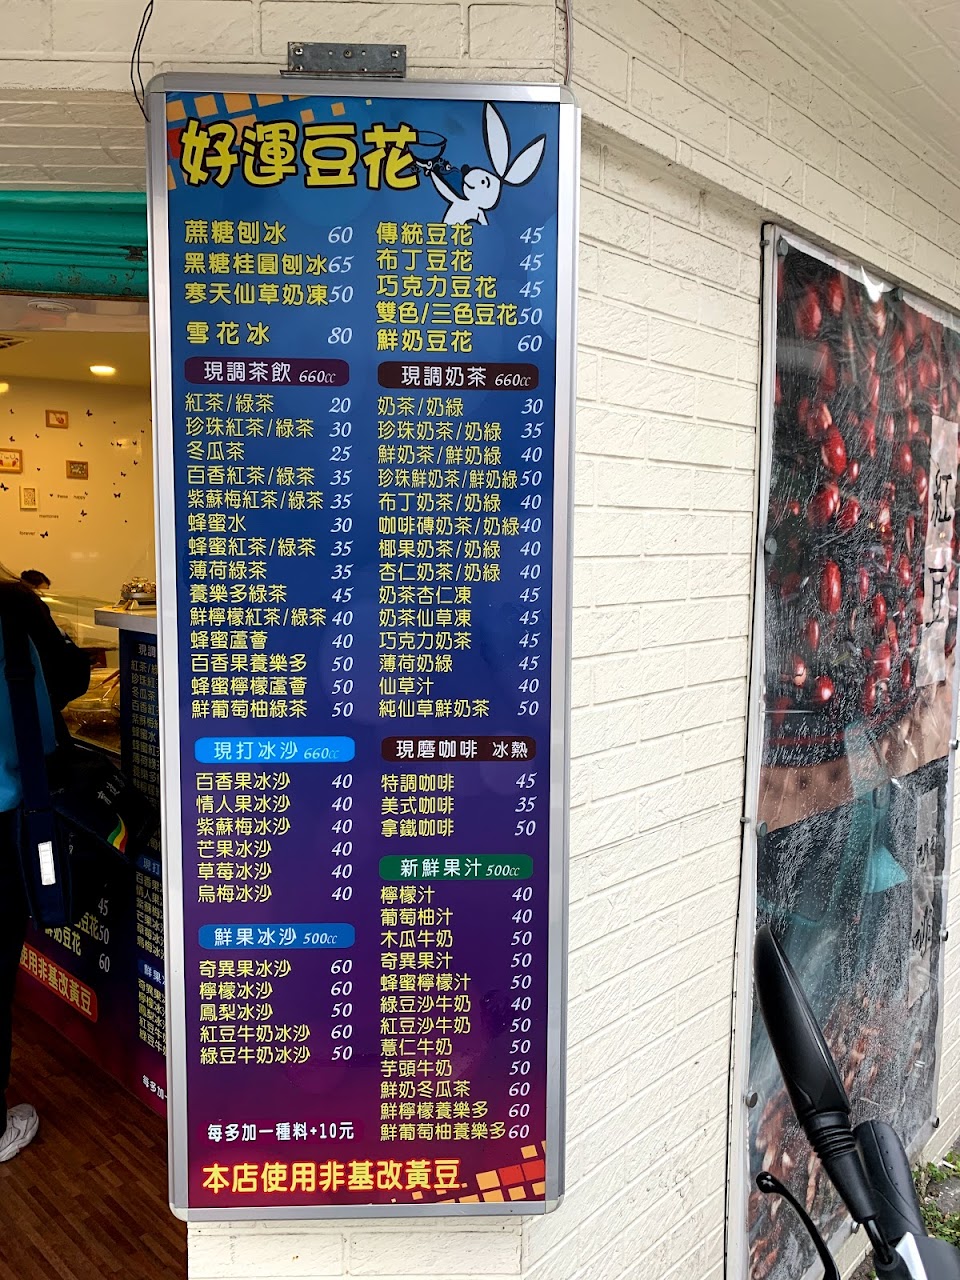 好運豆花
蔗糖刨冰 60
黑糖桂圓刨冰 65
寒天仙草奶凍 50
雪花冰 80
傳統豆花 45
布丁豆花 45
巧克力豆花 45
雙色/三色豆花 50
鮮奶豆花 60
現調茶飲 660cc
紅茶/綠茶 20
珍珠紅茶/綠茶 30
冬瓜茶 25
百香紅茶/綠茶 35
紫蘇梅紅茶/綠茶 35
蜂蜜水 30
蜂蜜紅茶/綠茶 35
薄荷綠茶 35
養樂多綠茶 45
鮮檸檬紅茶/綠茶 40
蜂蜜蘆薈 40
百香果養樂多 50
蜂蜜檸檬蘆薈 50
鮮葡萄柚綠茶 50
現調奶茶 660cc
奶茶/奶綠 30
珍珠奶茶/奶綠 35
鮮奶茶/鮮奶綠 40
珍珠鮮奶茶/鮮奶綠 50
布丁奶茶/奶綠 40
咖啡磚奶茶/奶綠 40
椰果奶茶/奶綠 40
杏仁奶茶/奶綠 40
奶茶杏仁凍 45
奶茶仙草凍 45
巧克力奶茶 45
薄荷奶綠 45
仙草汁 40
純仙草鮮奶茶 50
現打冰沙 660cc
百香果冰沙 40
情人果冰沙 40
紫蘇梅冰沙 40
芒果冰沙 40
草莓冰沙 40
烏梅冰沙 40
現磨咖啡 冰熱
特調咖啡 45
美式咖啡 35
拿鐵咖啡 50
鮮果冰沙 500cc
奇異果冰沙 60
檸檬冰沙 60
鳳梨冰沙 50
紅豆牛奶冰沙 60
綠豆牛奶冰沙 50
新鮮果汁 500cc
檸檬汁 40
葡萄柚汁 40
木瓜牛奶 50
奇異果汁 50
蜂蜜檸檬汁 50
綠豆沙牛奶 40
紅豆沙牛奶 50
薏仁牛奶 50
芋頭牛奶 50
鮮奶冬瓜茶 60
鮮檸檬養樂多 60
鮮葡萄柚養樂多 60
每多加一種料+10元
本店使用非基改黃豆.
紅豆